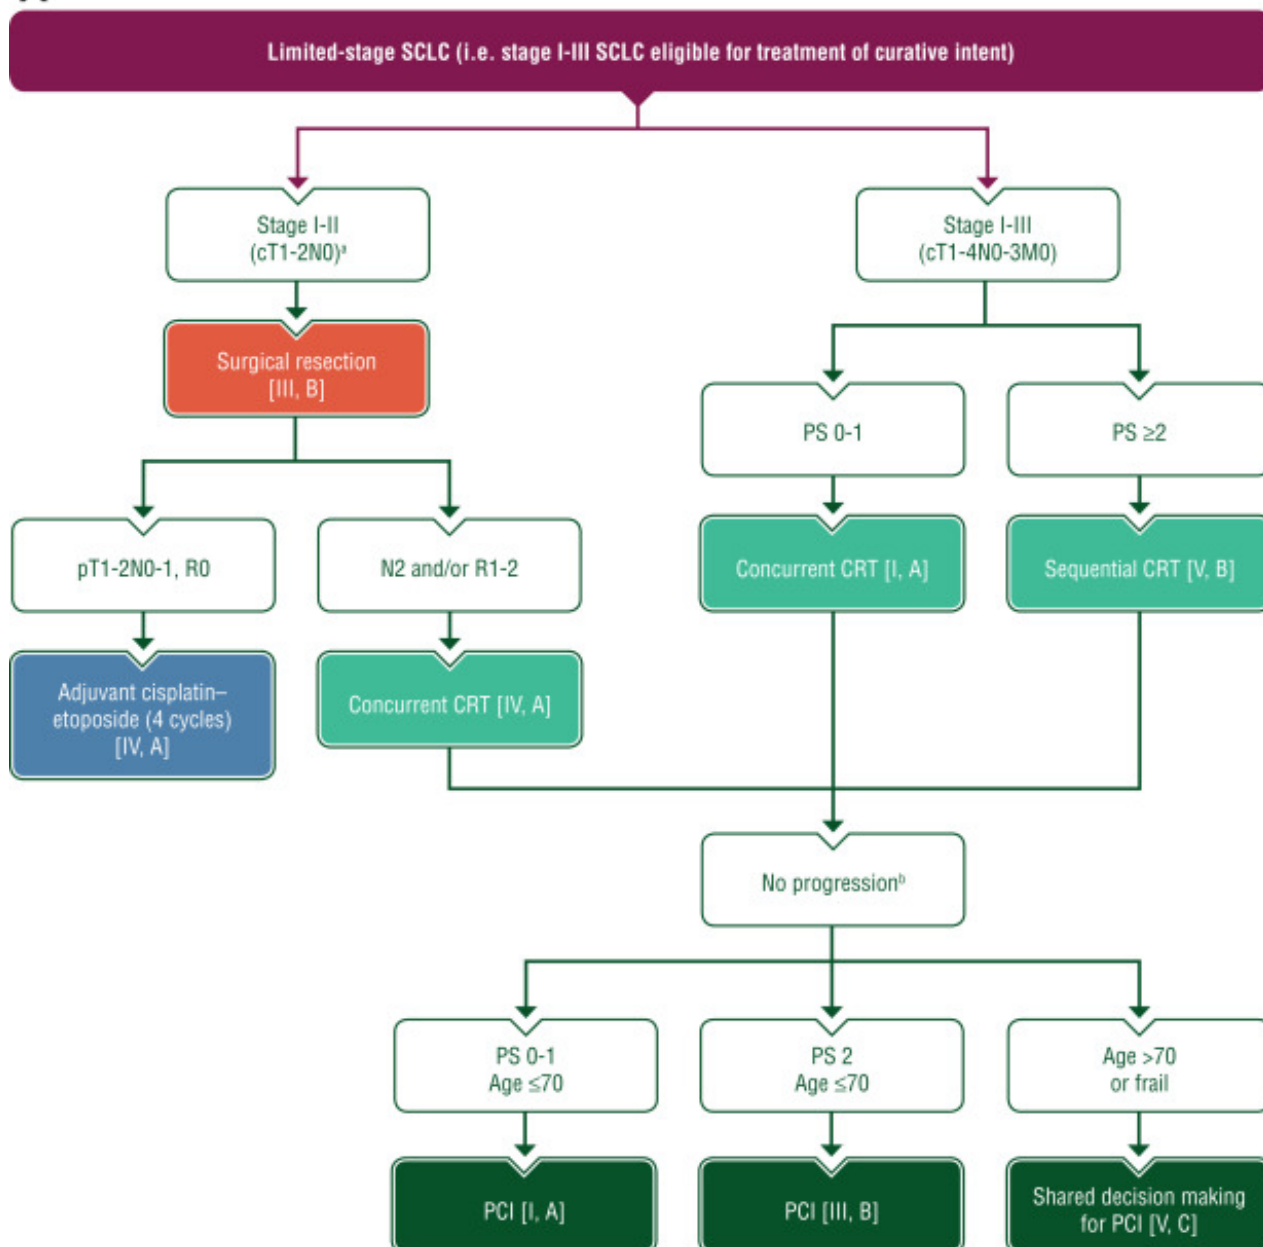 Limited-stage SCLC (i.e. stage I-III SCLC eligible for treatment of curative intent)
Stage I-II
(cT1-2N0)ᵃ
Stage I-III
(cT1-4N0-3M0)
Surgical resection
[III, B]
PS 0-1
PS ≥2
pT1-2N0-1, R0
N2 and/or R1-2
Concurrent CRT [I, A]
Sequential CRT [V, B]
Adjuvant cisplatin–
etoposide (4 cycles)
[IV, A]
Concurrent CRT [IV, A]
No progressionᵇ
PS 0-1
Age ≤70
PS 2
Age ≤70
Age >70
or frail
PCI [I, A]
PCI [III, B]
Shared decision making
for PCI [V, C]